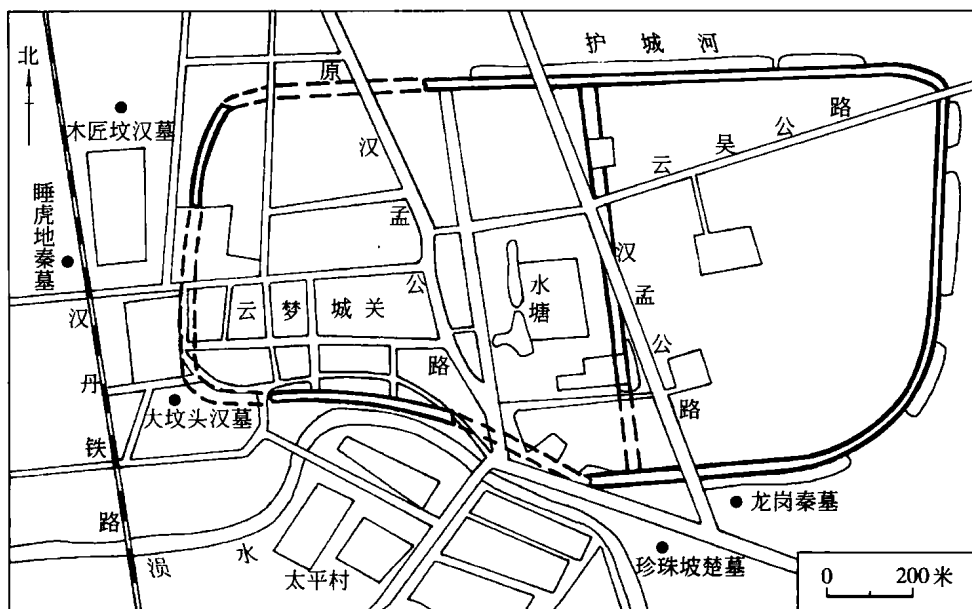 北
护城河
木匠坟汉墓
睡虎地秦墓
原汉孟公路
云吴公路
汉孟公路
水塘
云梦城关
汉丹铁路
大坟头汉墓
龙岗秦墓
珍珠坡楚墓
涢水
太平村
0 200米